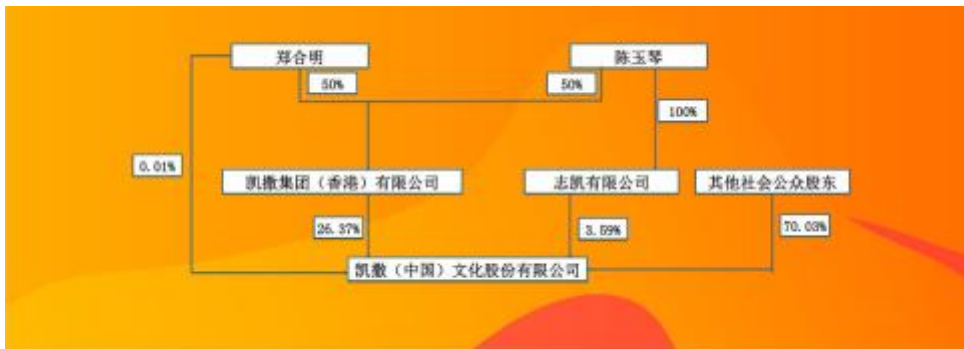 郑合明
陈玉琴
50%
50%
100%
0.01%
凯撒集团（香港）有限公司
志凯有限公司
其他社会公众股东
26.37%
3.59%
70.03%
凯撒（中国）文化股份有限公司